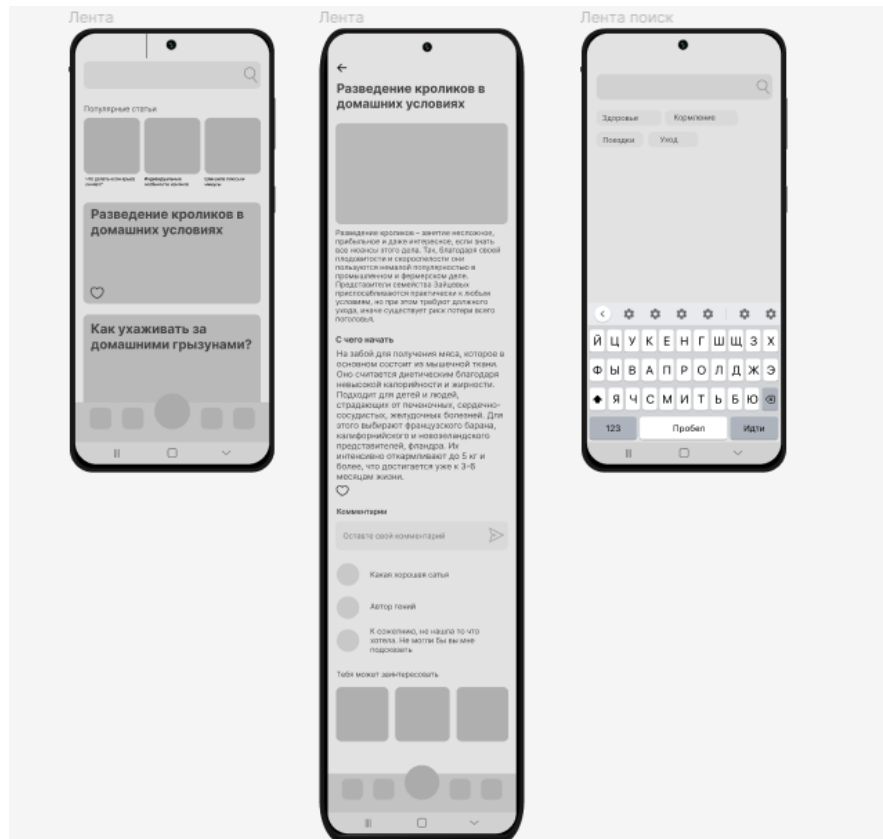 Лента
Популярные статьи
Разведение кроликов в
домашних условиях
Как ухаживать за
домашними грызунами?
Лента
Разведение кроликов в
домашних условиях
Разведение кроликов – занятие несложное,
прибыльное и даже интересное, если знать
все нюансы этого дела. Так, благодаря своей
плодовитости и скороспелости они
пользуются немалой популярностью в
промышленном и фермерском деле.
Представители семейства Зайцевых
приспосабливаются практически к любым
условиям, но при этом требуют должного
ухода, иначе существует риск потери всего
поголовья.
С чего начать
На забой для получения мяса, которое в
основном состоит из мышечной ткани.
Оно считается диетическим благодаря
невысокой калорийности и жирности.
Подходит для детей и людей,
страдающих от печеночных, сердечно-
сосудистых, желудочных болезней. Для
этого выбирают французского барана,
калифорнийского и новозеландского
представителей, фландра. Их
интенсивно откармливают до 5 кг и
более, что достигается уже к 3-6
месяцам жизни.
Комментарии
Оставте свой комментарий
Какая хорошая сатья
Автор гений
К сожелнию, не нашла то что
хотела. Не могли бы вы мне
подсказать
Тебя может заинтересовать
Лента поиск
Здоровье Кормление
Поездки Уход
Й Ц У К Е Н Г Ш Щ З Х
Ф Ы В А П Р О Л Д Ж Э
Я Ч С М И Т Ь Б Ю
123 Пробел Идти